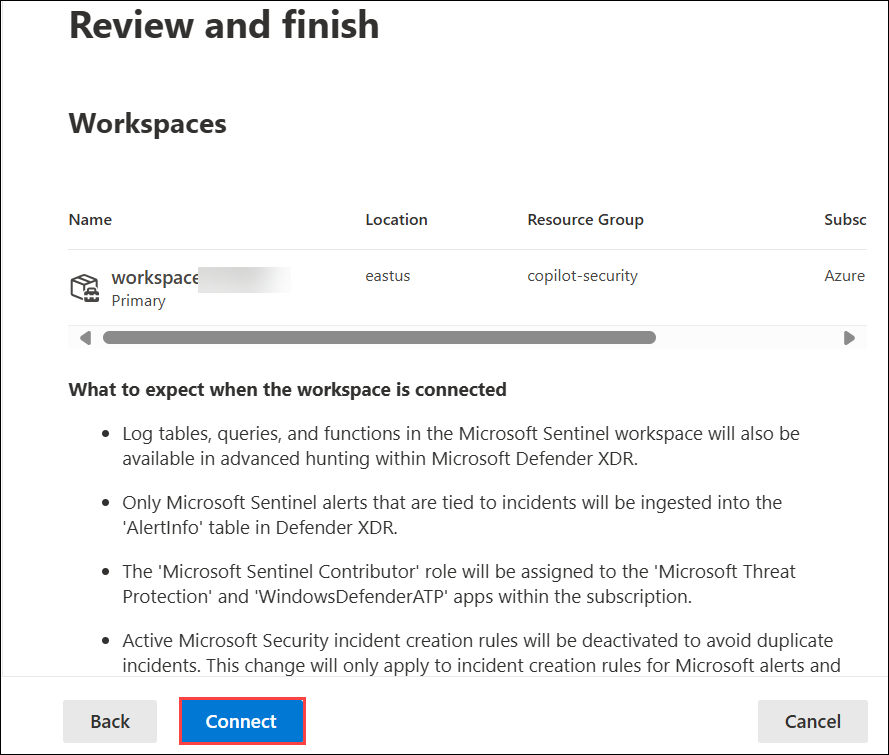 Review and finish
Workspaces
Name Location Resource Group Subsc
workspace eastus copilot-security Azure
Primary
What to expect when the workspace is connected
• Log tables, queries, and functions in the Microsoft Sentinel workspace will also be
available in advanced hunting within Microsoft Defender XDR.
• Only Microsoft Sentinel alerts that are tied to incidents will be ingested into the
'AlertInfo' table in Defender XDR.
• The 'Microsoft Sentinel Contributor' role will be assigned to the 'Microsoft Threat
Protection' and 'WindowsDefenderATP' apps within the subscription.
• Active Microsoft Security incident creation rules will be deactivated to avoid duplicate
incidents. This change will only apply to incident creation rules for Microsoft alerts and
Back Connect Cancel